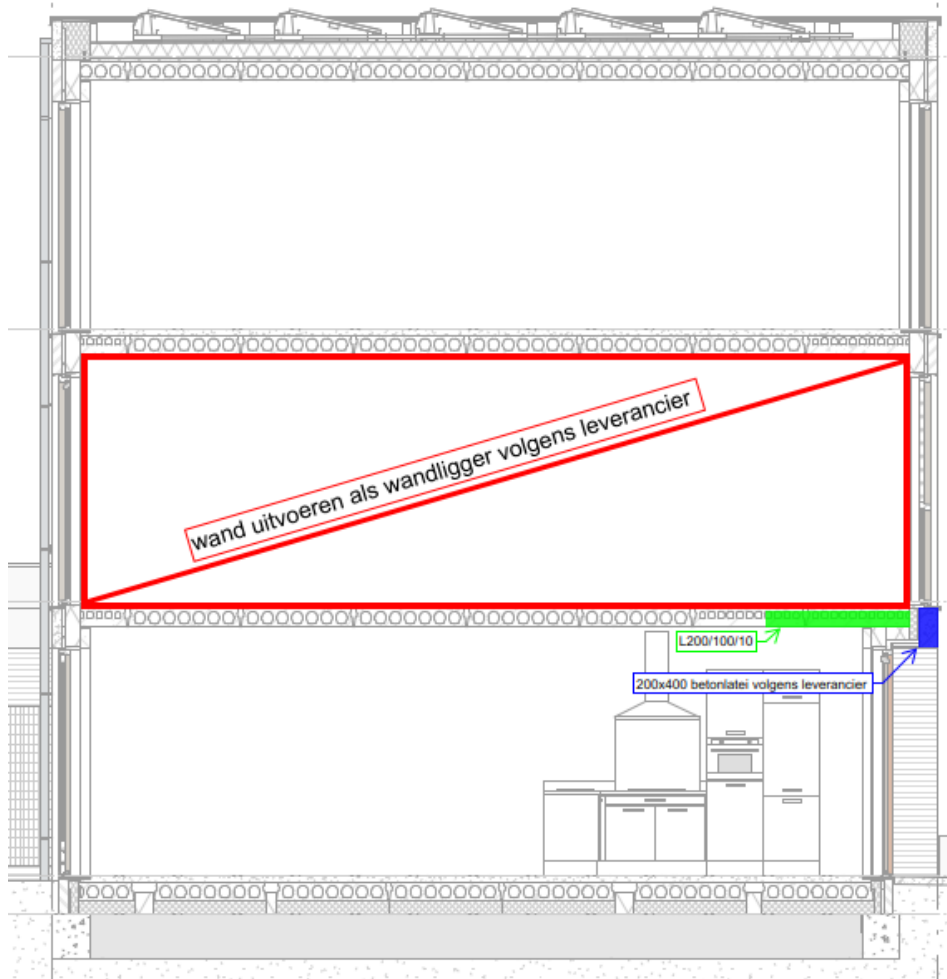 wand uitvoeren als wandligger volgens leverancier
L200/100/10
200x400 betonlatei volgens leverancier